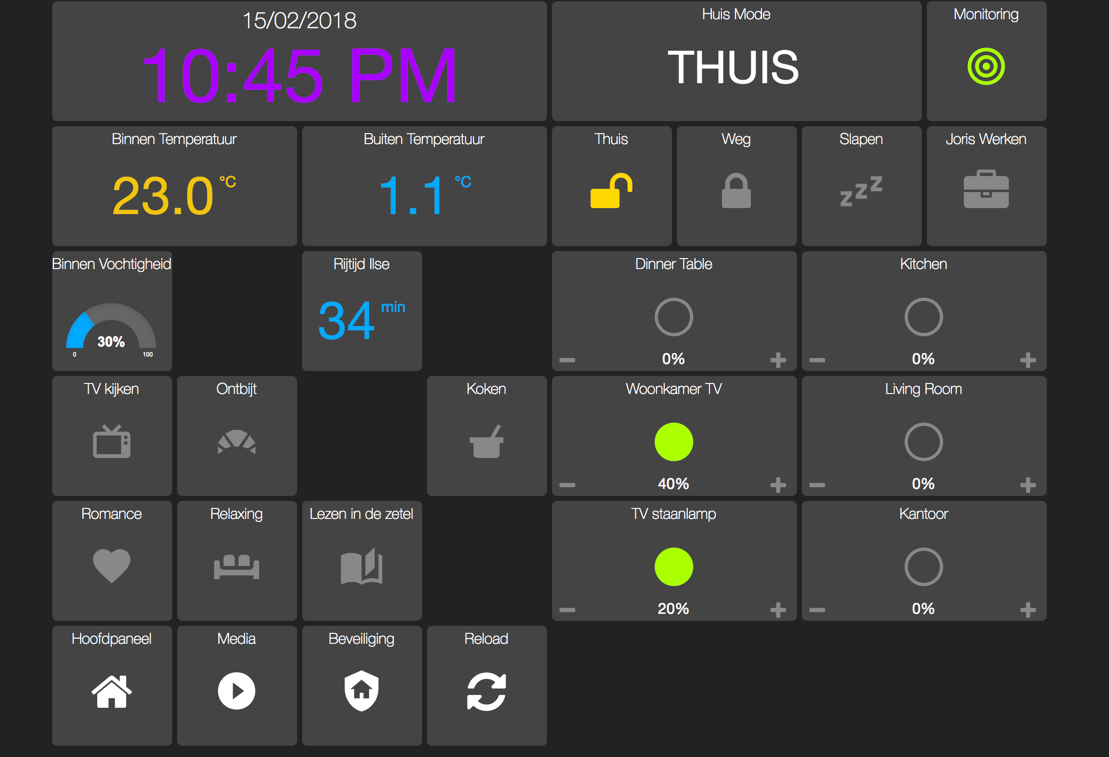 15/02/2018
10:45 PM
Huis Mode
THUIS
Monitoring
Binnen Temperatuur
23.0 °C
Buiten Temperatuur
1.1 °C
Thuis
Weg
Slapen
zzz
Joris Werken
Binnen Vochtigheid
30%
0 100
Rijtijd Ilse
34 min
Dinner Table
− 0% +
Kitchen
− 0% +
TV kijken
Ontbijt
Koken
Woonkamer TV
− 40% +
Living Room
− 0% +
Romance
Relaxing
Lezen in de zetel
TV staanlamp
− 20% +
Kantoor
− 0% +
Hoofdpaneel
Media
Beveiliging
Reload